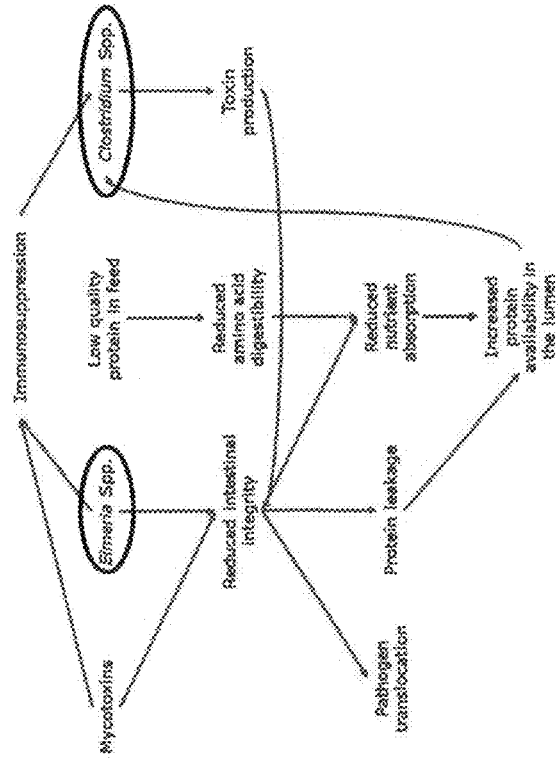 Immunosuppression
Mycotoxins
Eimeria Spp.
Low quality
protein in feed
Clostridium Spp.
Reduced intestinal
integrity
Reduced
amino acid
digestibility
Toxin
production
Pathogen
translocation
Protein leakage
Reduced
nutrient
absorption
Increased
protein
availability in
the lumen